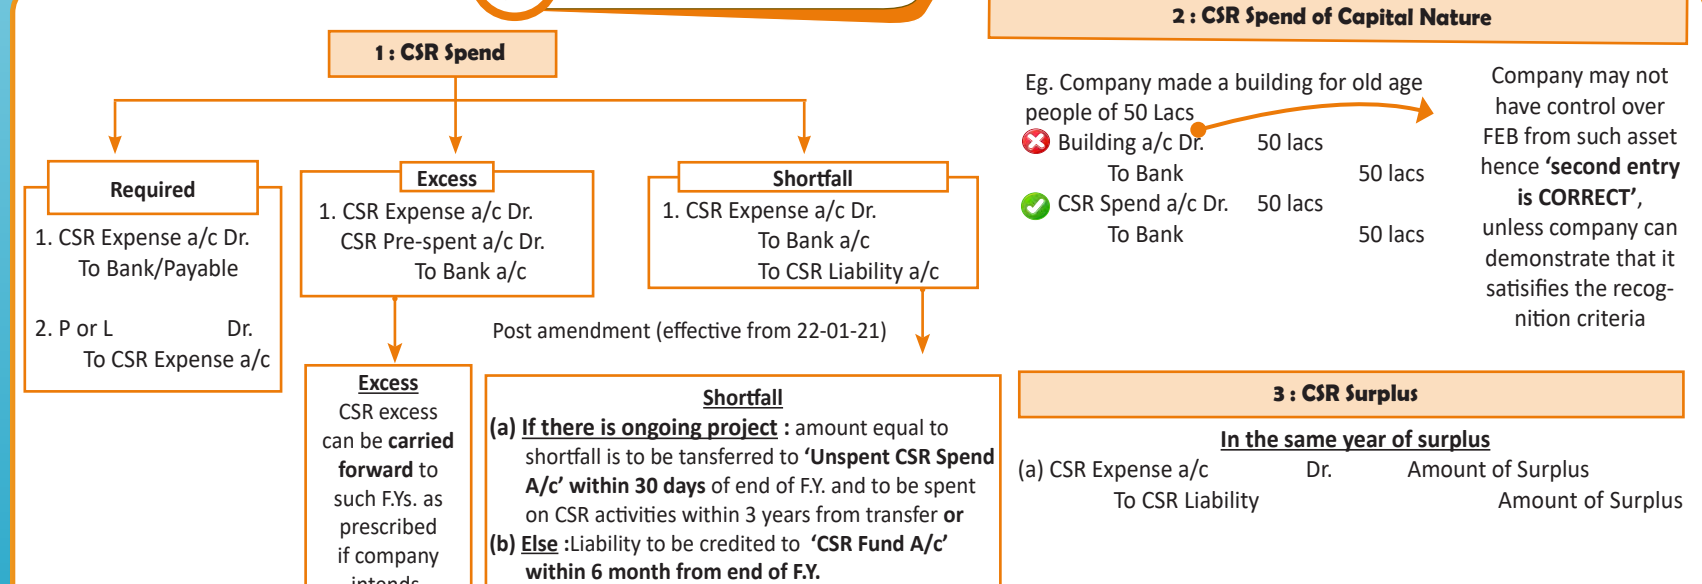 1 : CSR Spend
Required
1. CSR Expense a/c Dr.
To Bank/Payable
2. P or L Dr.
To CSR Expense a/c
Excess
1. CSR Expense a/c Dr.
CSR Pre-spent a/c Dr.
To Bank a/c
Shortfall
1. CSR Expense a/c Dr.
To Bank a/c
To CSR Liability a/c
Post amendment (effective from 22-01-21)
Excess
CSR excess
can be carried
forward to
such F.Ys. as
prescribed
if company
intends
Shortfall
(a) If there is ongoing project : amount equal to
shortfall is to be tansferred to ‘Unspent CSR Spend
A/c’ within 30 days of end of F.Y. and to be spent
on CSR activities within 3 years from transfer or
(b) Else :Liability to be credited to ‘CSR Fund A/c’
within 6 month from end of F.Y.
2 : CSR Spend of Capital Nature
Eg. Company made a building for old age
people of 50 Lacs
Building a/c Dr. 50 lacs
To Bank 50 lacs
CSR Spend a/c Dr. 50 lacs
To Bank 50 lacs
Company may not
have control over
FEB from such asset
hence ‘second entry
is CORRECT’,
unless company can
demonstrate that it
satisifies the recog-
nition criteria
3 : CSR Surplus
In the same year of surplus
(a) CSR Expense a/c Dr. Amount of Surplus
To CSR Liability Amount of Surplus